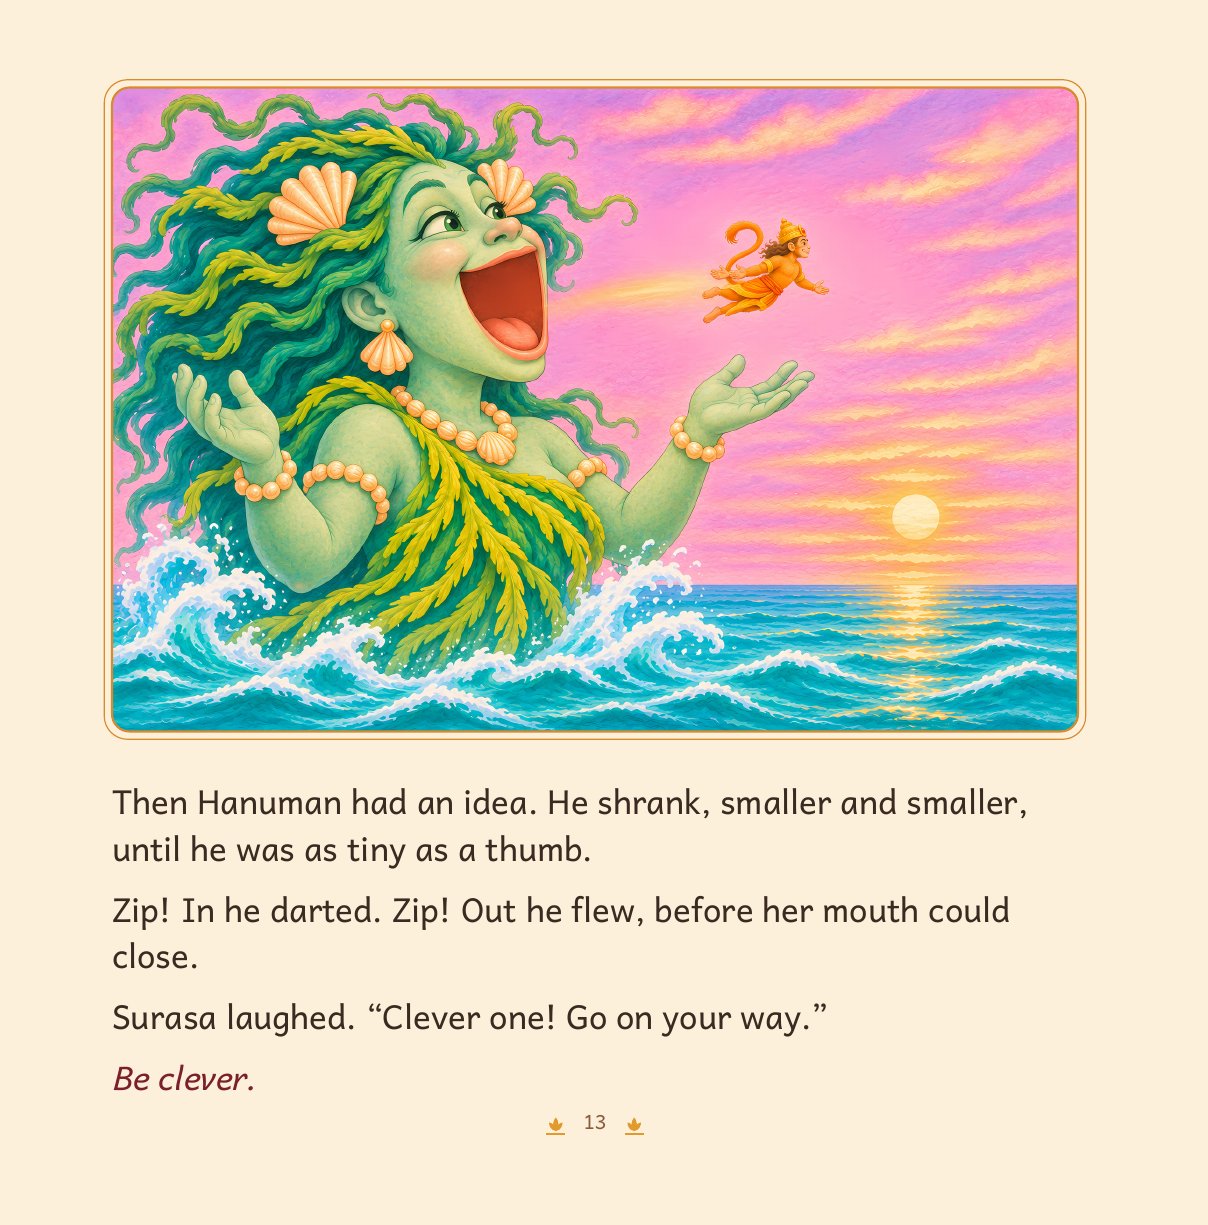 Then Hanuman had an idea. He shrank, smaller and smaller,
until he was as tiny as a thumb.
Zip! In he darted. Zip! Out he flew, before her mouth could
close.
Surasa laughed. “Clever one! Go on your way.”
Be clever.
13